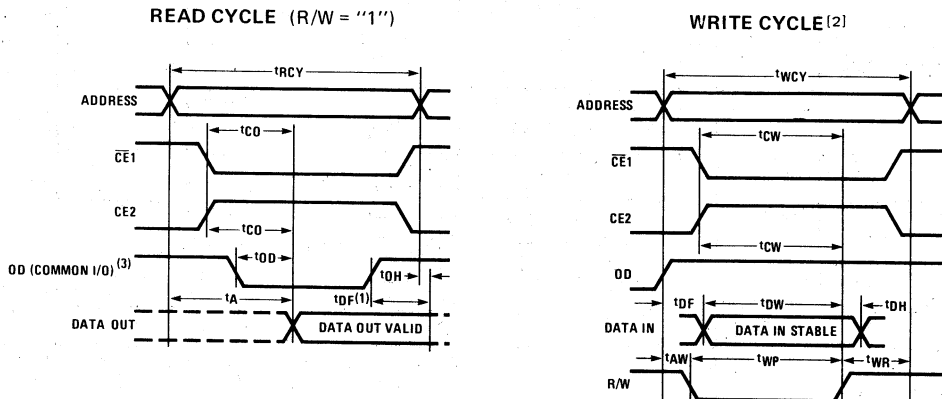 READ CYCLE (R/W = "1")
tRCY
ADDRESS
tCO
CE1
CE2
tCO
OD (COMMON I/O) (3)
tOD
tOH
tA
tDF(1)
DATA OUT
DATA OUT VALID
WRITE CYCLE[2]
tWCY
ADDRESS
tCW
CE1
CE2
tCW
OD
tDF
tDW
tDH
DATA IN
DATA IN STABLE
tAW
tWP
tWR
R/W